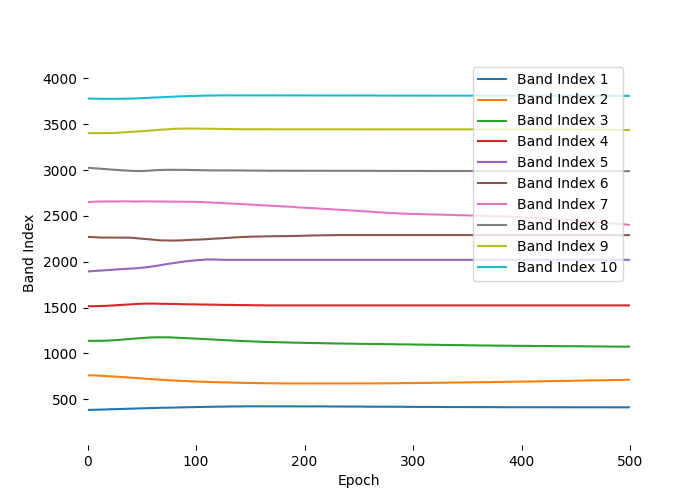 4000
3500
3000
2500
2000
1500
1000
500
Band Index
0
100
200
300
400
500
Epoch
Band Index 1
Band Index 2
Band Index 3
Band Index 4
Band Index 5
Band Index 6
Band Index 7
Band Index 8
Band Index 9
Band Index 10